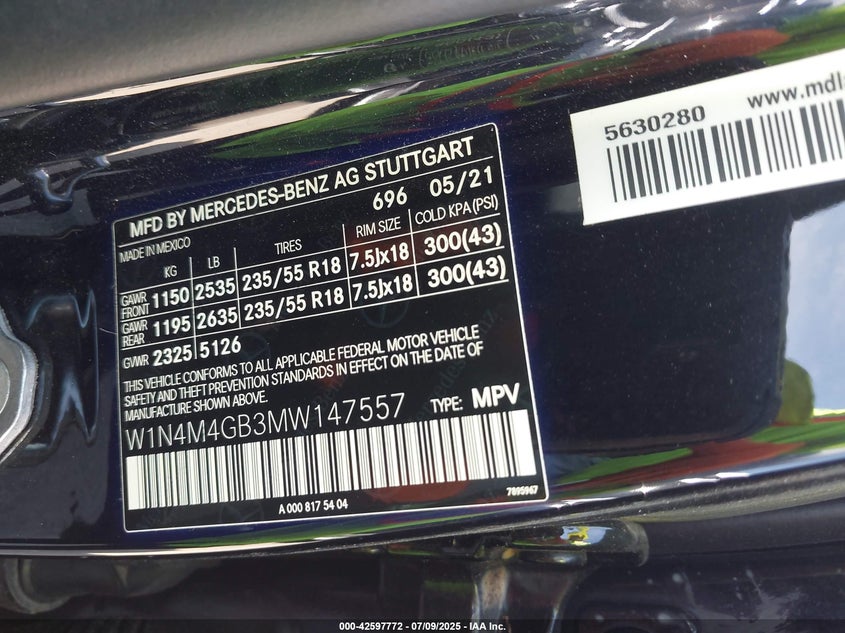 5630280 www.mdla
MFD BY MERCEDES-BENZ AG STUTTGART
MADE IN MEXICO 696 05/21
KG LB TIRES RIM SIZE COLD KPA(PSI)
GAWR FRONT 1150 2535 235/55 R18 7.5Jx18 300(43)
GAWR REAR 1195 2635 235/55 R18 7.5Jx18 300(43)
GVWR 2325 5126
THIS VEHICLE CONFORMS TO ALL APPLICABLE FEDERAL MOTOR VEHICLE
SAFETY AND THEFT PREVENTION STANDARDS IN EFFECT ON THE DATE OF
W1N4M4GB3MW147557 TYPE: MPV
A 000 817 54 04 7895967
000-42597772 - 07/09/2025 - IAA Inc.